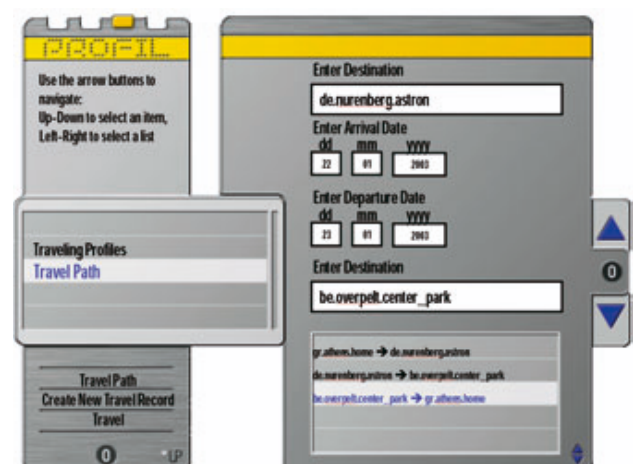 PROFIL
Use the arrow buttons to
navigate:
Up-Down to select an item,
Left-Right to select a list
Traveling Profiles
Travel Path
Travel Path
Create New Travel Record
Travel
0
UP
Enter Destination
de.nurenberg.astron
Enter Arrival Date
dd mm yyyy
22 01 2003
Enter Departure Date
dd mm yyyy
23 01 2003
Enter Destination
be.overpelt.center_park
gr.athens.home → de.nurenberg.astron
de.nurenberg.astron → be.overpelt.center_park
be.overpelt.center_park → gr.athens.home
0